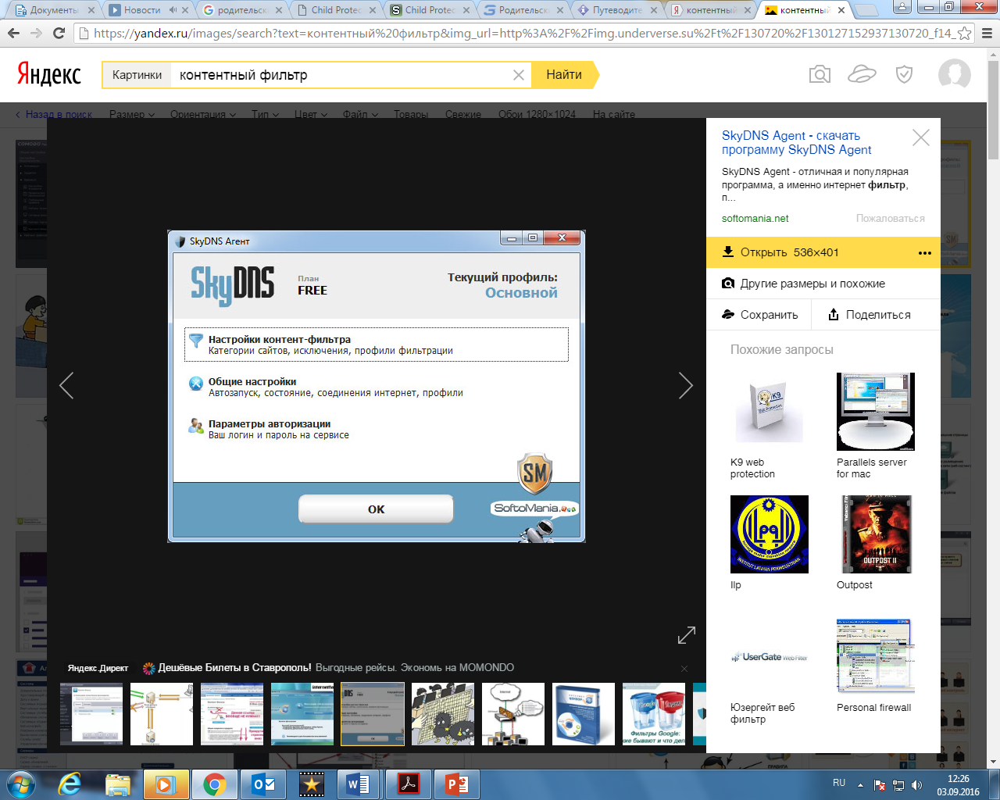 Документы
Новости
родительск
Child Protec
Child Protec
Родительск
Путеводите
контентный
контентный
https://yandex.ru/images/search?text=контентный%20фильтр&img_url=http%3A%2F%2Fimg.underverse.su%2Ft%2F130720%2F130127152937130720_f14_
Яндекс
Картинки
контентный фильтр
Найти
Назад в поиск
Размер
Ориентация
Тип
Цвет
Файл
Товары
Свежие
Обои 1280×1024
На сайте
SkyDNS Агент
SkyDNS
План
FREE
Текущий профиль:
Основной
Настройки контент-фильтра
Категории сайтов, исключения, профили фильтрации
Общие настройки
Автозапуск, состояние, соединения интернет, профили
Параметры авторизации
Ваш логин и пароль на сервисе
SM
OK
SoftoMania.
SkyDNS Agent - скачать
программу SkyDNS Agent
SkyDNS Agent - отличная и популярная
программа, а именно интернет фильтр,
п...
softomania.net
Пожаловаться
Открыть 536×401
Другие размеры и похожие
Сохранить
Поделиться
Похожие запросы
K9 web
protection
Parallels server
for mac
Ilp
OUTPOST II
Outpost
UserGate Web Filter
Юзергейт веб
фильтр
Personal firewall
Яндекс.Директ
Дешёвые Билеты в Ставрополь! Выгодные рейсы. Экономь на MOMONDO
Фильтры Google:
RU
12:26
03.09.2016